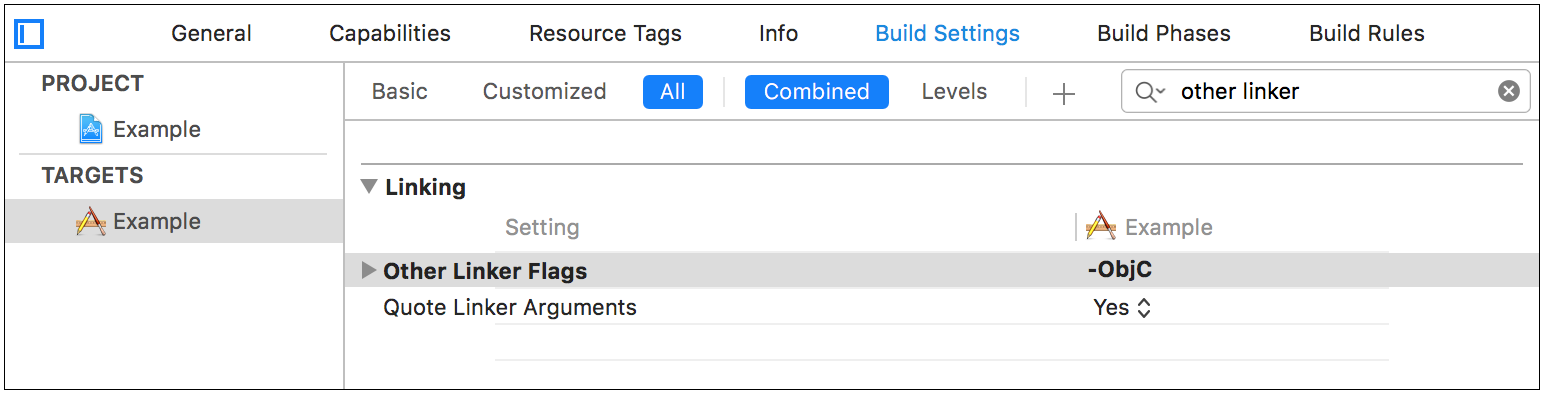 General Capabilities Resource Tags Info Build Settings Build Phases Build Rules
PROJECT
Example
TARGETS
Example
Basic Customized All Combined Levels + other linker
Linking
Setting Example
Other Linker Flags -ObjC
Quote Linker Arguments Yes